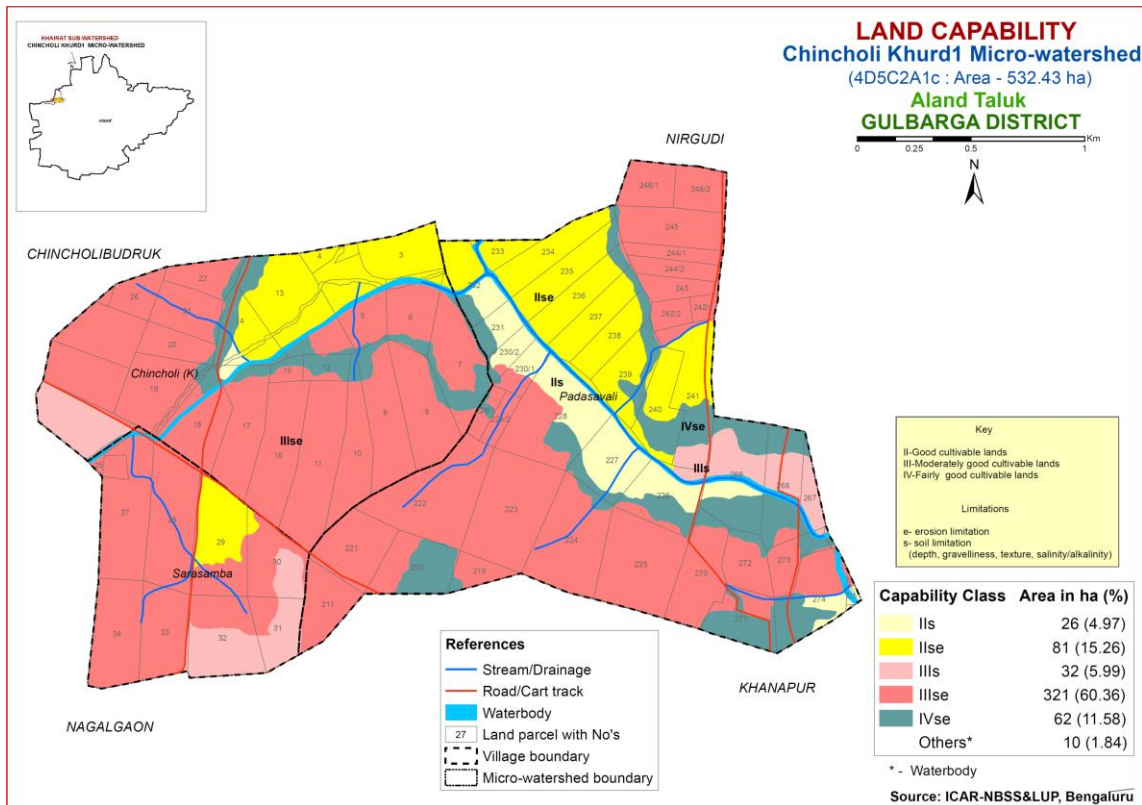 KHAIRAT SUB-WATERSHED
CHINCHOLI KHURD1 MICRO-WATERSHED
LAND CAPABILITY
Chincholi Khurd1 Micro-watershed
(4D5C2A1c : Area - 532.43 ha)
Aland Taluk
GULBARGA DISTRICT
0 0.25 0.5 1 Km
N
NIRGUDI
CHINCHOLIBUDRUK
246/1 246/2
245
244/1
244/2
243
242/2
4 3
233 234
235
236
237
238
239
240 241
IIse
22
26
21
20
19
13
14
Chincholi (K)
5 6
7
15 12
231
230/2
230/1
IIs
Padasavali
228
227
IVse
IIIs
268
267
18 17
16
11
10
9
8
IIIse
27
28
29
Sarasamba
30
31
32
33
34
222
223
224
225
221
220
219
211
270
271
272
273
274
KHANAPUR
NAGALGAON
Key
II-Good cultivable lands
III-Moderately good cultivable lands
IV-Fairly good cultivable lands
Limitations
e- erosion limitation
s- soil limitation
(depth, gravelliness, texture, salinity/alkalinity)
Capability Class Area in ha (%)
IIs 26 (4.97)
IIse 81 (15.26)
IIIs 32 (5.99)
IIIse 321 (60.36)
IVse 62 (11.58)
Others* 10 (1.84)
* - Waterbody
Source: ICAR-NBSS&LUP, Bengaluru
References
Stream/Drainage
Road/Cart track
Waterbody
27 Land parcel with No's
Village boundary
Micro-watershed boundary